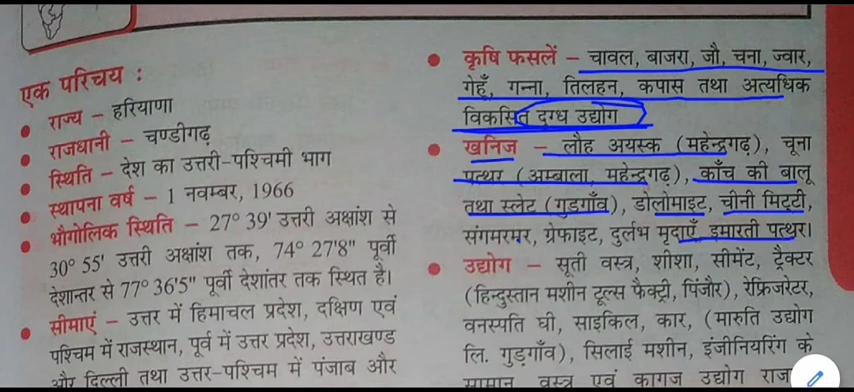 एक परिचय :
राज्य – हरियाणा
राजधानी – चण्डीगढ़
स्थिति – देश का उत्तरी-पश्चिमी भाग
स्थापना वर्ष – 1 नवम्बर, 1966
भौगोलिक स्थिति – 27° 39' उत्तरी अक्षांश से
30° 55' उत्तरी अक्षांश तक, 74° 27'8" पूर्वी
देशान्तर से 77° 36'5" पूर्वी देशांतर तक स्थित है।
सीमाएं – उत्तर में हिमाचल प्रदेश, दक्षिण एवं
पश्चिम में राजस्थान, पूर्व में उत्तर प्रदेश, उत्तराखण्ड
और दिल्ली तथा उत्तर-पश्चिम में पंजाब और
कृषि फसलें – चावल, बाजरा, जौ, चना, ज्वार,
गेहूँ, गन्ना, तिलहन, कपास तथा अत्यधिक
विकसित दुग्ध उद्योग
खनिज – लौह अयस्क (महेन्द्रगढ़), चूना
पत्थर (अम्बाला, महेन्द्रगढ़), काँच की बालू
तथा स्लेट (गुडगाँव), डोलोमाइट, चीनी मिट्टी,
संगमरमर, ग्रेफाइट, दुर्लभ मृदाएँ इमारती पत्थर।
उद्योग – सूती वस्त्र, शीशा, सीमेंट, ट्रैक्टर
(हिन्दुस्तान मशीन टूल्स फैक्ट्री, पिंजौर), रेफ्रिजरेटर,
वनस्पति घी, साइकिल, कार, (मारुति उद्योग
लि. गुड़गाँव), सिलाई मशीन, इंजीनियरिंग के
सामान, वस्त्र एवं कागज उद्योग